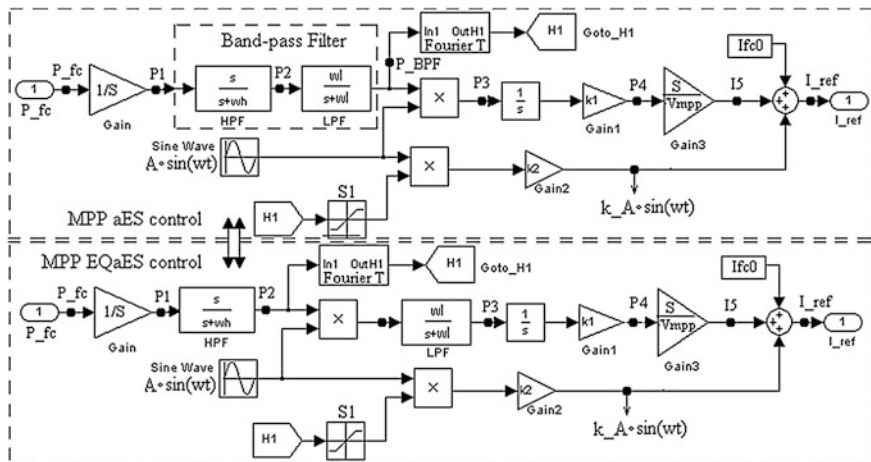 Band-pass Filter
In1 OutH1
Fourier T
H1
Goto_H1
Ifc0
P_fc
1
P_fc
1/S
Gain
P1
s
s+wh
HPF
P2
wl
s+wl
LPF
P_BPF
×
P3
1
s
k1
Gain1
P4
S
Vmpp
Gain3
I5
+
+
+
I_ref
1
I_ref
Sine Wave
A∘sin(wt)
×
k2
Gain2
k_A∘sin(wt)
H1
S1
MPP aES control
MPP EQaES control
In1 OutH1
Fourier T
H1
Goto_H1
Ifc0
1
P_fc
P_fc
1/S
Gain
P1
s
s+wh
HPF
P2
×
wl
s+wl
LPF
P3
1
s
k1
Gain1
P4
S
Vmpp
Gain3
I5
+
+
+
I_ref
1
I_ref
Sine Wave
A∘sin(wt)
×
k2
Gain2
k_A∘sin(wt)
H1
S1